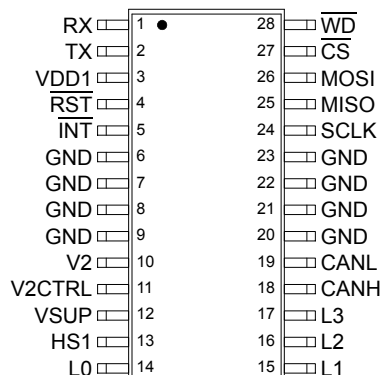 RX 1 28 WD
TX 2 27 CS
VDD1 3 26 MOSI
RST 4 25 MISO
INT 5 24 SCLK
GND 6 23 GND
GND 7 22 GND
GND 8 21 GND
GND 9 20 GND
V2 10 19 CANL
V2CTRL 11 18 CANH
VSUP 12 17 L3
HS1 13 16 L2
L0 14 15 L1